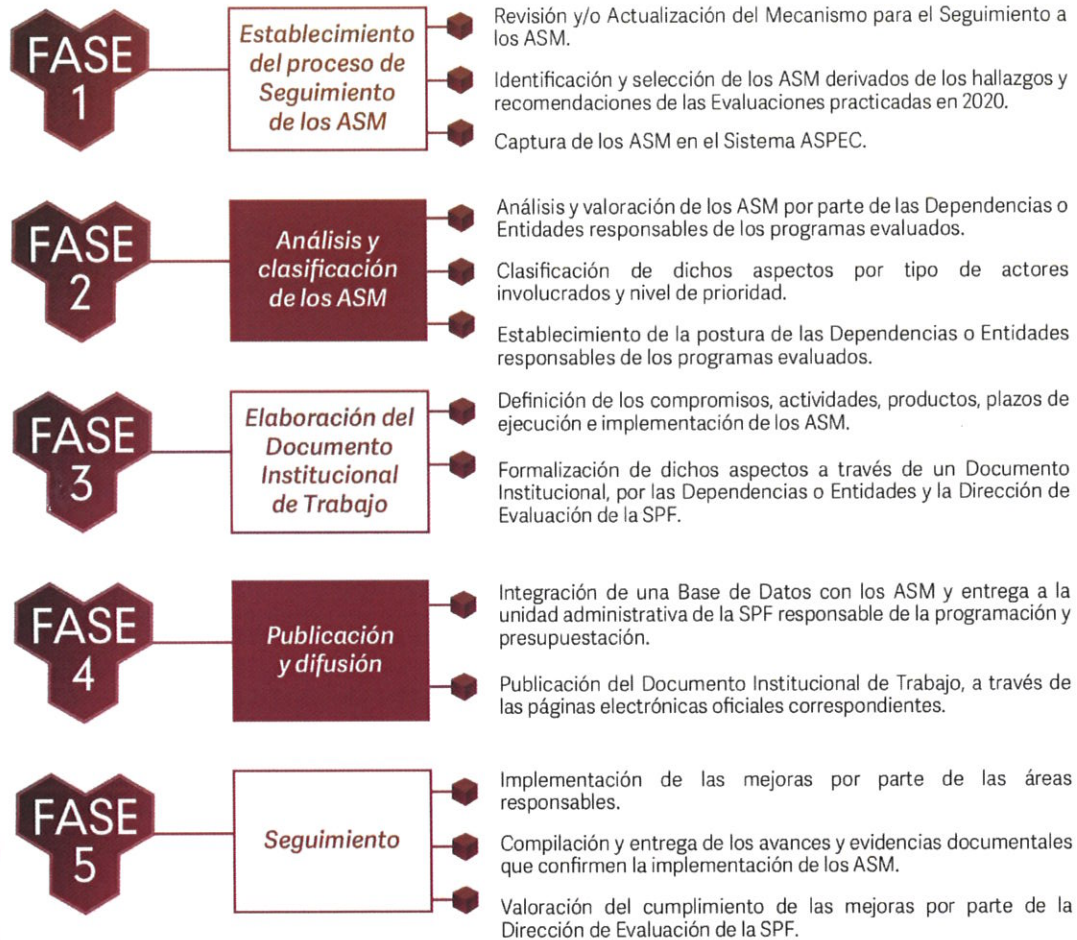 FASE
1
Establecimiento
del proceso de
Seguimiento
de los ASM
Revisión y/o Actualización del Mecanismo para el Seguimiento a
los ASM.
Identificación y selección de los ASM derivados de los hallazgos y
recomendaciones de las Evaluaciones practicadas en 2020.
Captura de los ASM en el Sistema ASPEC.
FASE
2
Análisis y
clasificación
de los ASM
Análisis y valoración de los ASM por parte de las Dependencias o
Entidades responsables de los programas evaluados.
Clasificación de dichos aspectos por tipo de actores
involucrados y nivel de prioridad.
Establecimiento de la postura de las Dependencias o Entidades
responsables de los programas evaluados.
FASE
3
Elaboración del
Documento
Institucional
de Trabajo
Definición de los compromisos, actividades, productos, plazos de
ejecución e implementación de los ASM.
Formalización de dichos aspectos a través de un Documento
Institucional, por las Dependencias o Entidades y la Dirección de
Evaluación de la SPF.
FASE
4
Publicación
y difusión
Integración de una Base de Datos con los ASM y entrega a la
unidad administrativa de la SPF responsable de la programación y
presupuestación.
Publicación del Documento Institucional de Trabajo, a través de
las páginas electrónicas oficiales correspondientes.
FASE
5
Seguimiento
Implementación de las mejoras por parte de las áreas
responsables.
Compilación y entrega de los avances y evidencias documentales
que confirmen la implementación de los ASM.
Valoración del cumplimiento de las mejoras por parte de la
Dirección de Evaluación de la SPF.